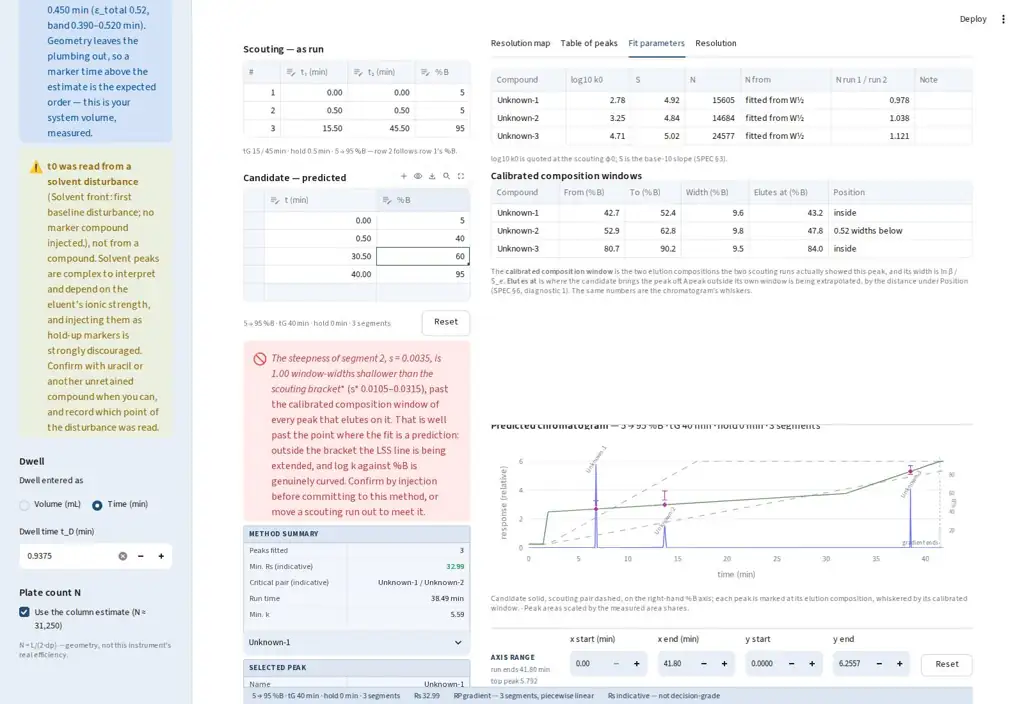 0.450 min (ε_total 0.52,
band 0.390–0.520 min).
Geometry leaves the
plumbing out, so a
marker time above the
estimate is the expected
order — this is your
system volume,
measured.
t0 was read from a
solvent disturbance
(Solvent front: first
baseline disturbance; no
marker compound
injected.), not from a
compound. Solvent peaks
are complex to interpret
and depend on the
eluent's ionic strength,
and injecting them as
hold-up markers is
strongly discouraged.
Confirm with uracil or
another unretained
compound when you can,
and record which point of
the disturbance was read.
Dwell
Dwell entered as
Volume (mL) Time (min)
Dwell time t_D (min)
0.9375 − +
Plate count N
Use the column estimate (N ≈
31,250)
N = L/(2·dp) — geometry, not this instrument's
real efficiency.
Deploy
Scouting — as run
# t₁ (min) t₂ (min) %B
1 0.00 0.00 5
2 0.50 0.50 5
3 15.50 45.50 95
tG 15 / 45 min · hold 0.5 min · 5→95 %B — row 2 follows row 1's %B.
Candidate — predicted
t (min) %B
0.00 5
0.50 40
30.50 60
40.00 95
5→95 %B · tG 40 min · hold 0 min · 3 segments
Reset
The steepness of segment 2, s = 0.0035, is
1.00 window-widths shallower than the
scouting bracket* (s* 0.0105–0.0315), past
the calibrated composition window of
every peak that elutes on it. That is well
past the point where the fit is a prediction:
outside the bracket the LSS line is being
extended, and log k against %B is
genuinely curved. Confirm by injection
before committing to this method, or
move a scouting run out to meet it.
METHOD SUMMARY
Peaks fitted 3
Min. Rs (indicative) 32.99
Critical pair (indicative) Unknown-1 / Unknown-2
Run time 38.49 min
Min. k 5.59
Unknown-1
SELECTED PEAK
Name Unknown-1
Resolution map Table of peaks Fit parameters Resolution
Compound log10 k0 S N N from N run 1 / run 2 Note
Unknown-1 2.78 4.92 15605 fitted from W½ 0.978
Unknown-2 3.25 4.84 14684 fitted from W½ 1.038
Unknown-3 4.71 5.02 24577 fitted from W½ 1.121
log10 k0 is quoted at the scouting φ0; S is the base-10 slope (SPEC §3).
Calibrated composition windows
Compound From (%B) To (%B) Width (%B) Elutes at (%B) Position
Unknown-1 42.7 52.4 9.6 43.2 inside
Unknown-2 52.9 62.8 9.8 47.8 0.52 widths below
Unknown-3 80.7 90.2 9.5 84.0 inside
The calibrated composition window is the two elution compositions the two scouting runs actually showed this peak, and its width is ln β /
S_e. Elutes at is where the candidate brings the peak off. A peak outside its own window is being extrapolated, by the distance under Position
(SPEC §6, diagnostic 1). The same numbers are the chromatogram's whiskers.
Predicted chromatogram — 5→95 %B · tG 40 min · hold 0 min · 3 segments
response (relative)
6
4
2
0
Unknown-1
Unknown-2
gradient ends
0 5 10 15 20 25 30 35 40
time (min)
Candidate solid, scouting pair dashed, on the right-hand %B axis; each peak is marked at its elution composition, whiskered by its calibrated
window. · Peak areas scaled by the measured area shares.
x start (min) x end (min) y start y end
AXIS RANGE
run ends 41.80 min
top peak 5.792
0.00 − + 41.80 − + 0.0000 − + 6.2557 − + Reset
5→95 %B · tG 40 min · hold 0 min · 3 segments Rs 32.99 RP gradient — 3 segments, piecewise linear Rs indicative — not decision-grade